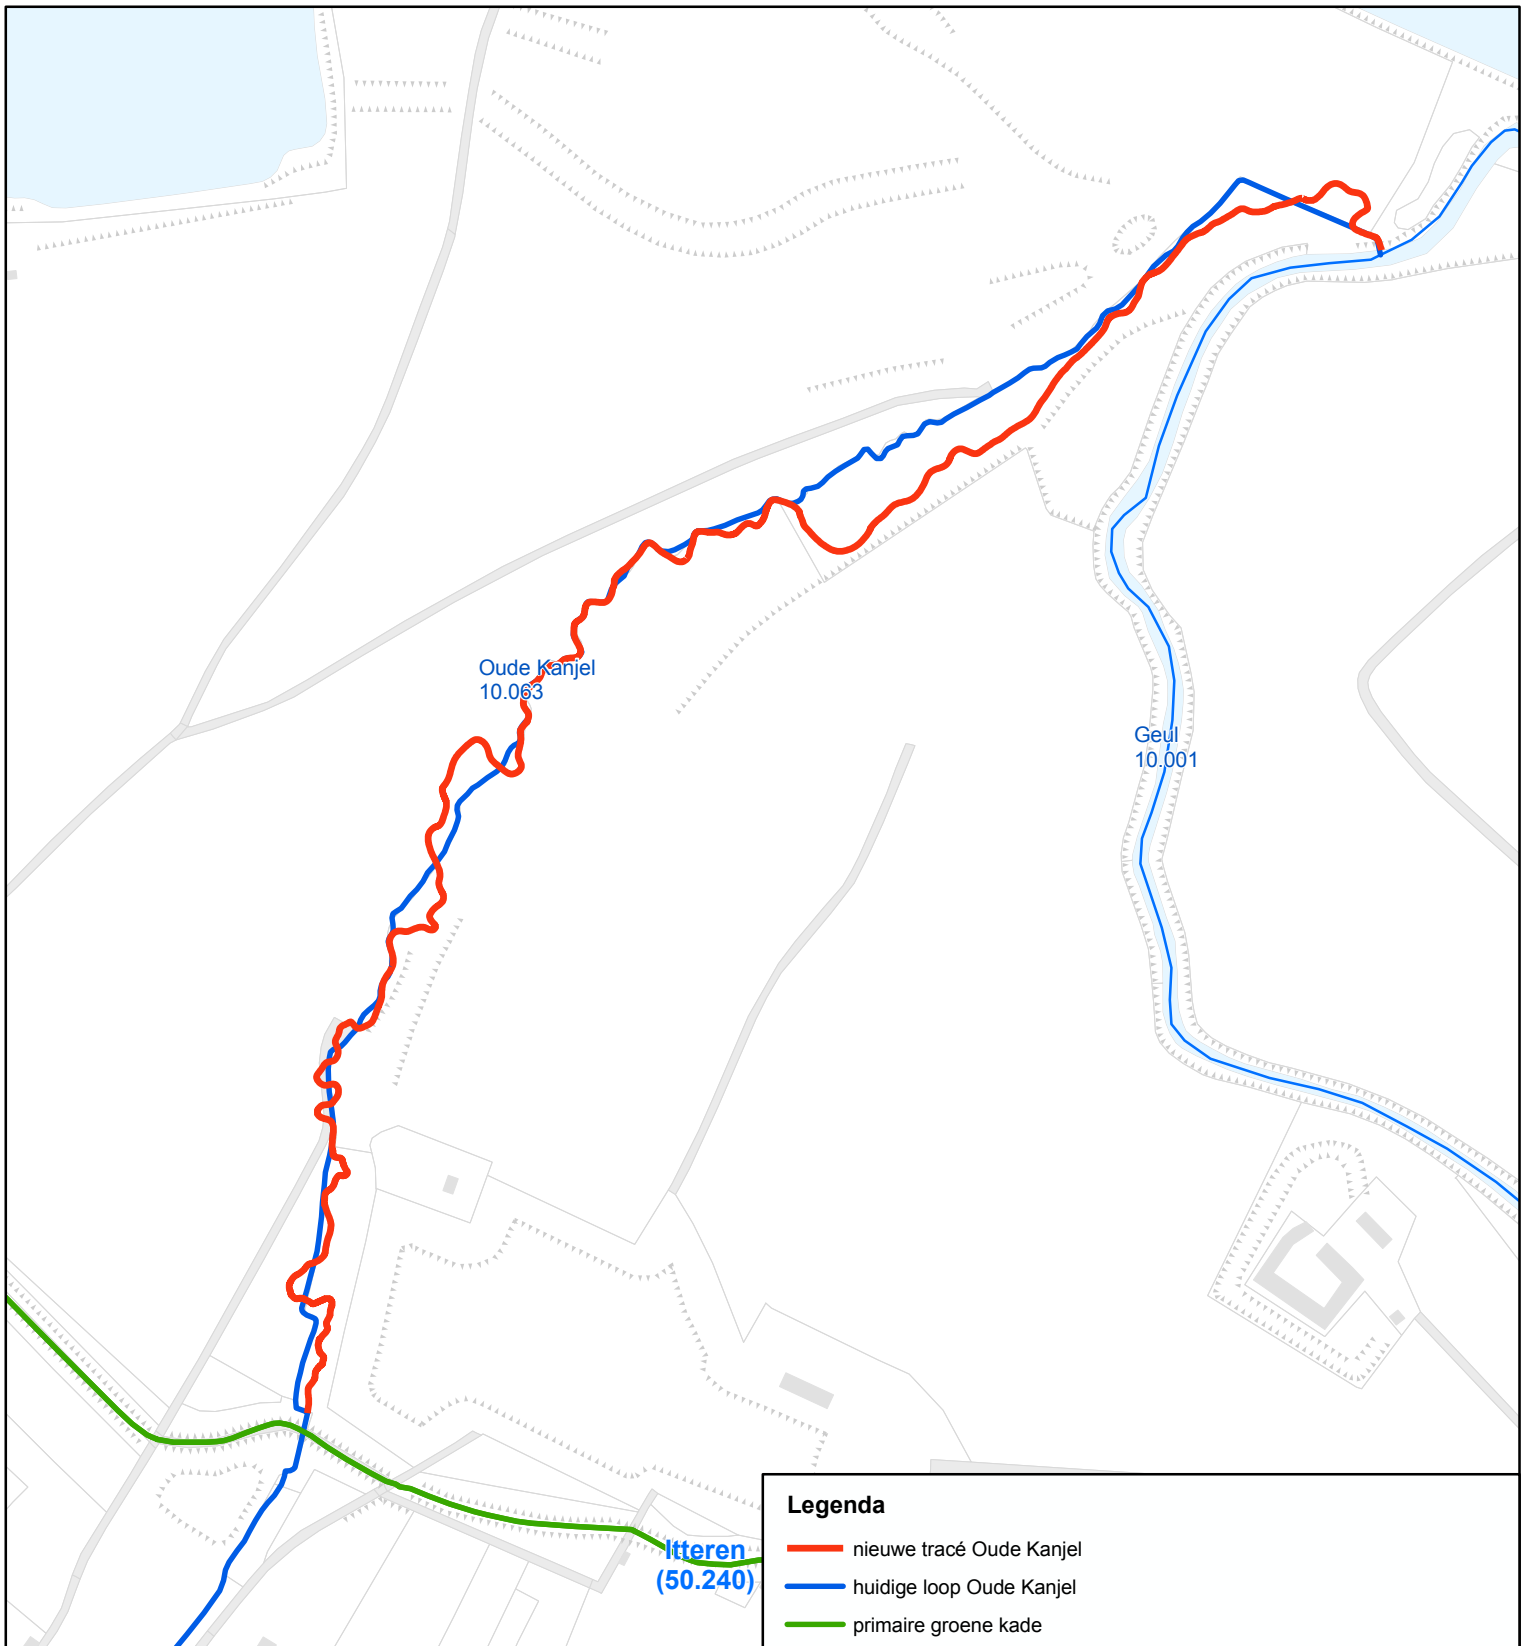 Oude Kanjel
10.063
Geul
10.001
Itteren
(50.240)
Legenda
nieuwe tracé Oude Kanjel
huidige loop Oude Kanjel
primaire groene kade